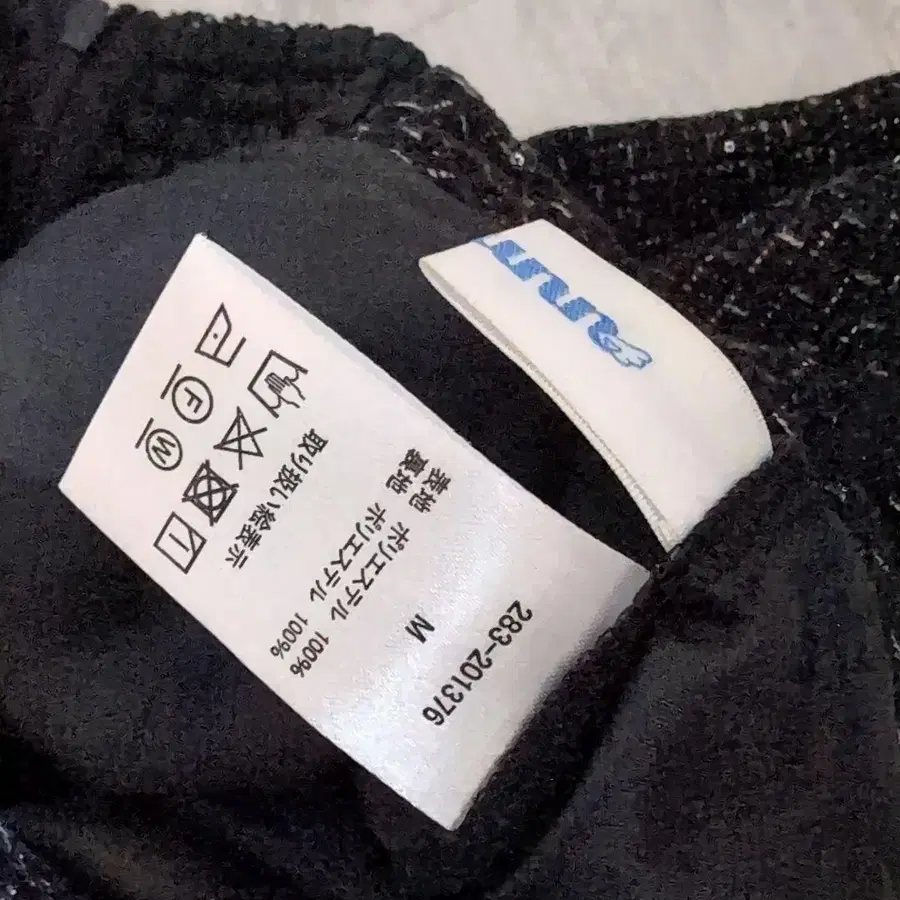 283-201376
M
表地 ポリエステル 100%
裏地 ポリエステル 100%
取り扱い絵表示
F W